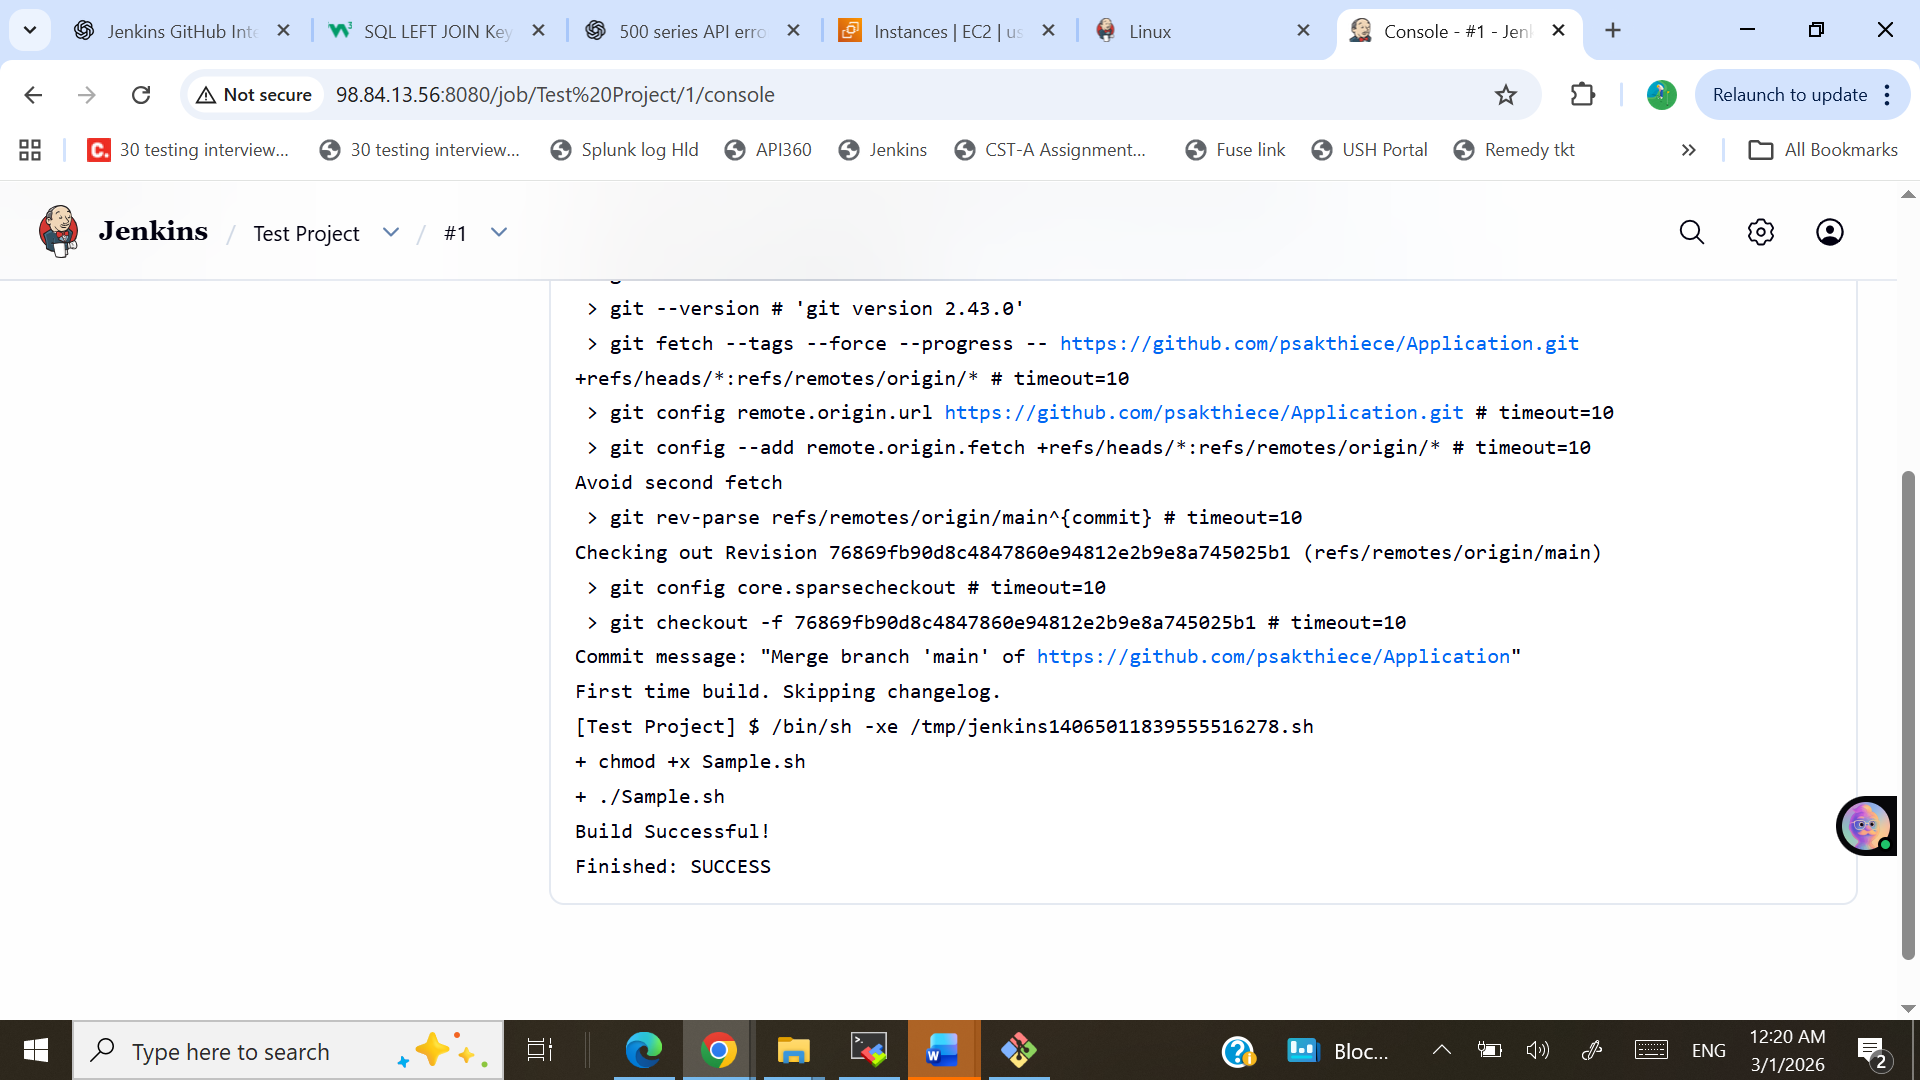 Jenkins GitHub Inte
SQL LEFT JOIN Key
500 series API erro
Instances | EC2 | us
Linux
Console - #1 - Jen
Not secure
98.84.13.56:8080/job/Test%20Project/1/console
Relaunch to update
30 testing interview...
30 testing interview...
Splunk log Hld
API360
Jenkins
CST-A Assignment...
Fuse link
USH Portal
Remedy tkt
All Bookmarks
Jenkins / Test Project / #1
> git --version # 'git version 2.43.0'
> git fetch --tags --force --progress -- https://github.com/psakthiece/Application.git
+refs/heads/*:refs/remotes/origin/* # timeout=10
> git config remote.origin.url https://github.com/psakthiece/Application.git # timeout=10
> git config --add remote.origin.fetch +refs/heads/*:refs/remotes/origin/* # timeout=10
Avoid second fetch
> git rev-parse refs/remotes/origin/main^{commit} # timeout=10
Checking out Revision 76869fb90d8c4847860e94812e2b9e8a745025b1 (refs/remotes/origin/main)
> git config core.sparsecheckout # timeout=10
> git checkout -f 76869fb90d8c4847860e94812e2b9e8a745025b1 # timeout=10
Commit message: "Merge branch 'main' of https://github.com/psakthiece/Application"
First time build. Skipping changelog.
[Test Project] $ /bin/sh -xe /tmp/jenkins14065011839555516278.sh
+ chmod +x Sample.sh
+ ./Sample.sh
Build Successful!
Finished: SUCCESS
Type here to search
Bloc...
ENG
12:20 AM
3/1/2026
2